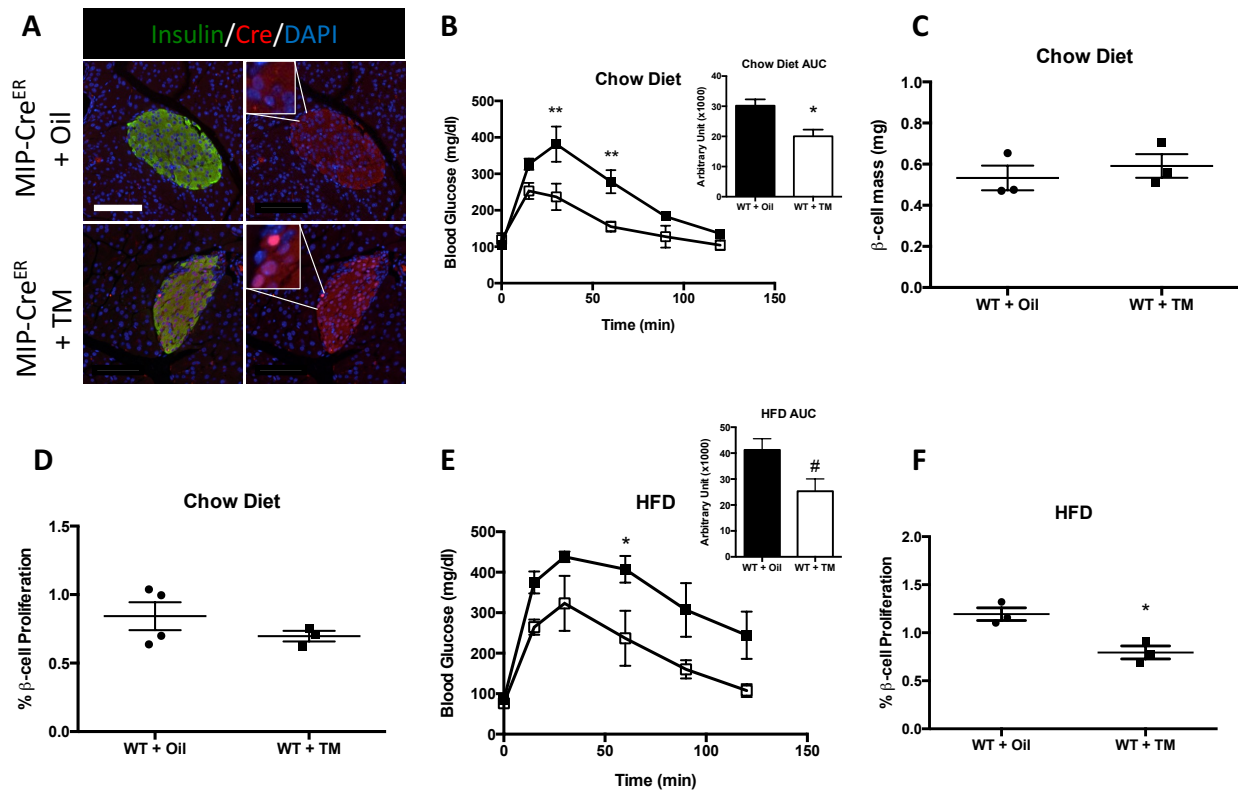 A
Insulin/Cre/DAPI
MIP-Cre^ER
+ Oil
MIP-Cre^ER
+ TM
B
Chow Diet
Blood Glucose (mg/dl)
500
400
300
200
100
0
** **
0 50 100 150
Time (min)
Chow Diet AUC
Arbitrary Unit (x1000)
40
30
20
10
0
*
WT + Oil WT + TM
C
Chow Diet
β-cell mass (mg)
1.0
0.8
0.6
0.4
0.2
0.0
WT + Oil WT + TM
D
Chow Diet
% β-cell Proliferation
1.5
1.0
0.5
0.0
WT + Oil WT + TM
E
HFD
Blood Glucose (mg/dl)
500
400
300
200
100
0
*
0 50 100 150
Time (min)
HFD AUC
Arbitrary Unit (x1000)
50
40
30
20
10
0
#
WT + Oil WT + TM
F
HFD
% β-cell Proliferation
2.0
1.5
1.0
0.5
0.0
*
WT + Oil WT + TM